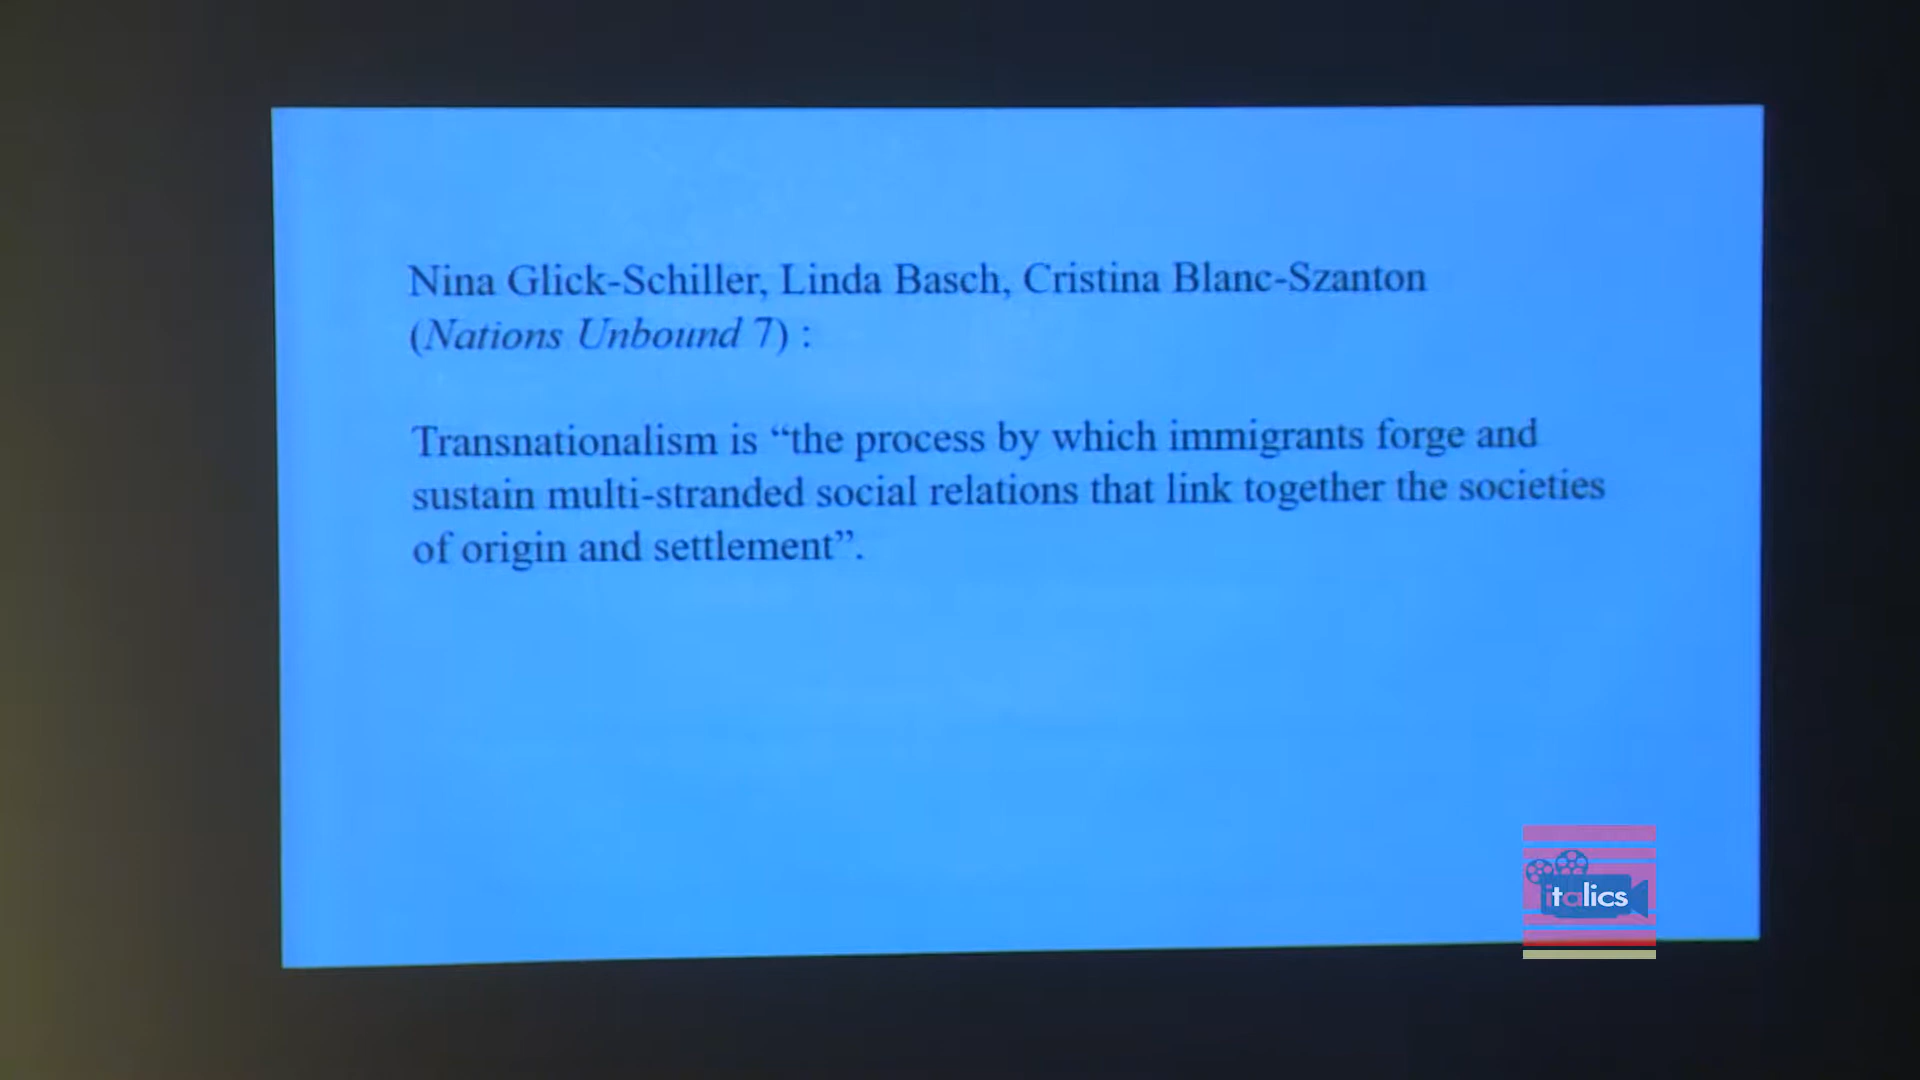 Nina Glick-Schiller, Linda Basch, Cristina Blanc-Szanton
(Nations Unbound 7) :
Transnationalism is “the process by which immigrants forge and
sustain multi-stranded social relations that link together the societies
of origin and settlement”.
italics